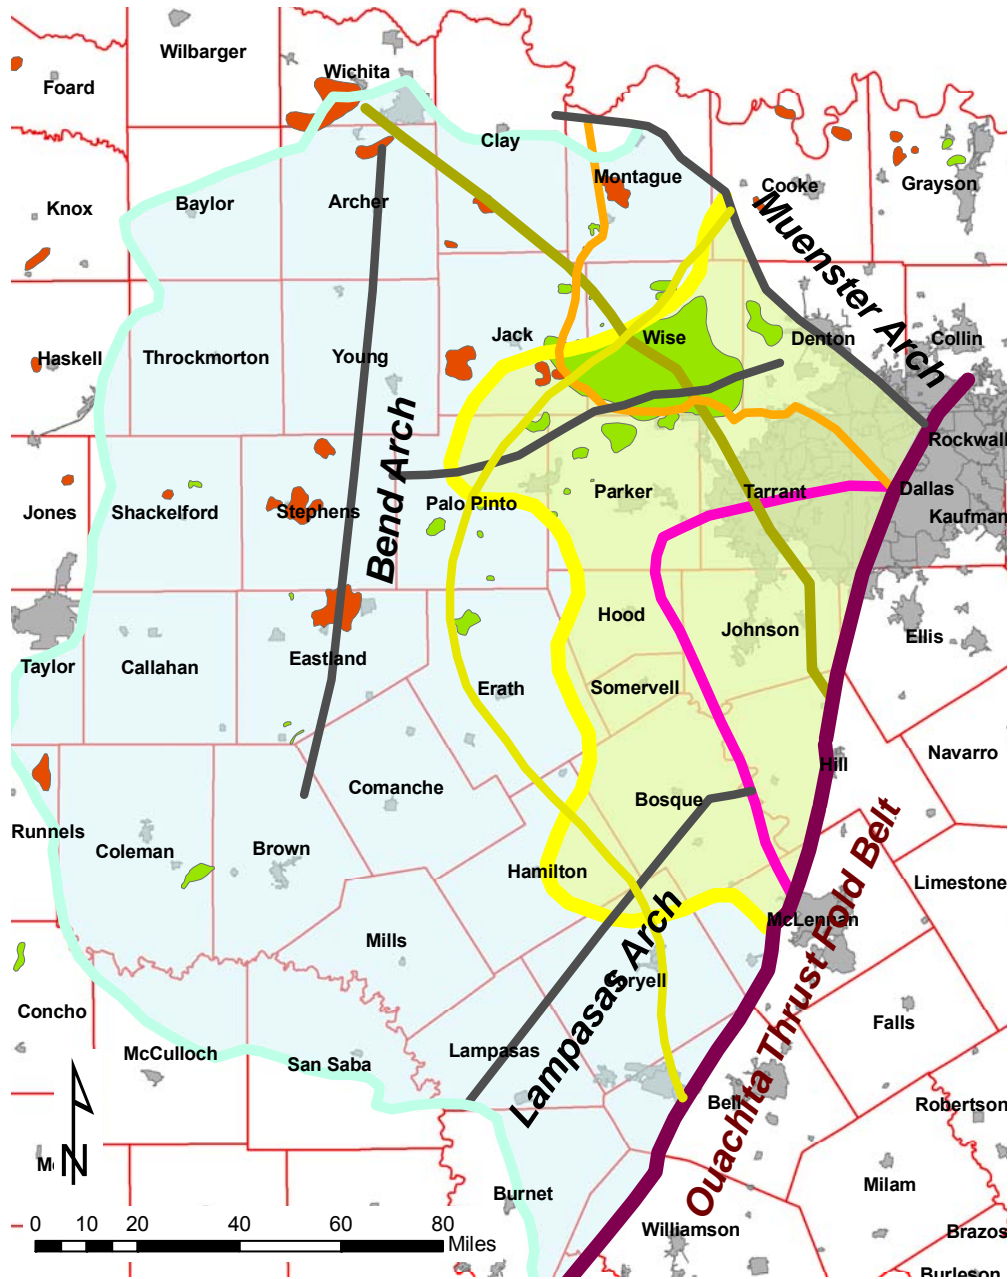 Wilbarger
Wichita
Foard
Clay
Montague
Cooke
Grayson
Knox
Baylor
Archer
Muenster Arch
Jack
Wise
Denton
Collin
Haskell
Throckmorton
Young
Bend Arch
Rockwall
Jones
Shackelford
Stephens
Palo Pinto
Parker
Tarrant
Dallas
Kaufman
Hood
Johnson
Ellis
Taylor
Callahan
Eastland
Erath
Somervell
Navarro
Hill
Comanche
Bosque
Runnels
Coleman
Brown
Hamilton
Limestone
McLennan
Mills
Lampasas Arch
Ouachita Thrust Fold Belt
oryell
Concho
Falls
McCulloch
San Saba
Lampasas
Bell
Robertson
N
Milam
Burnet
Williamson
Brazos
Burleson
0 10 20 40 60 80
Miles